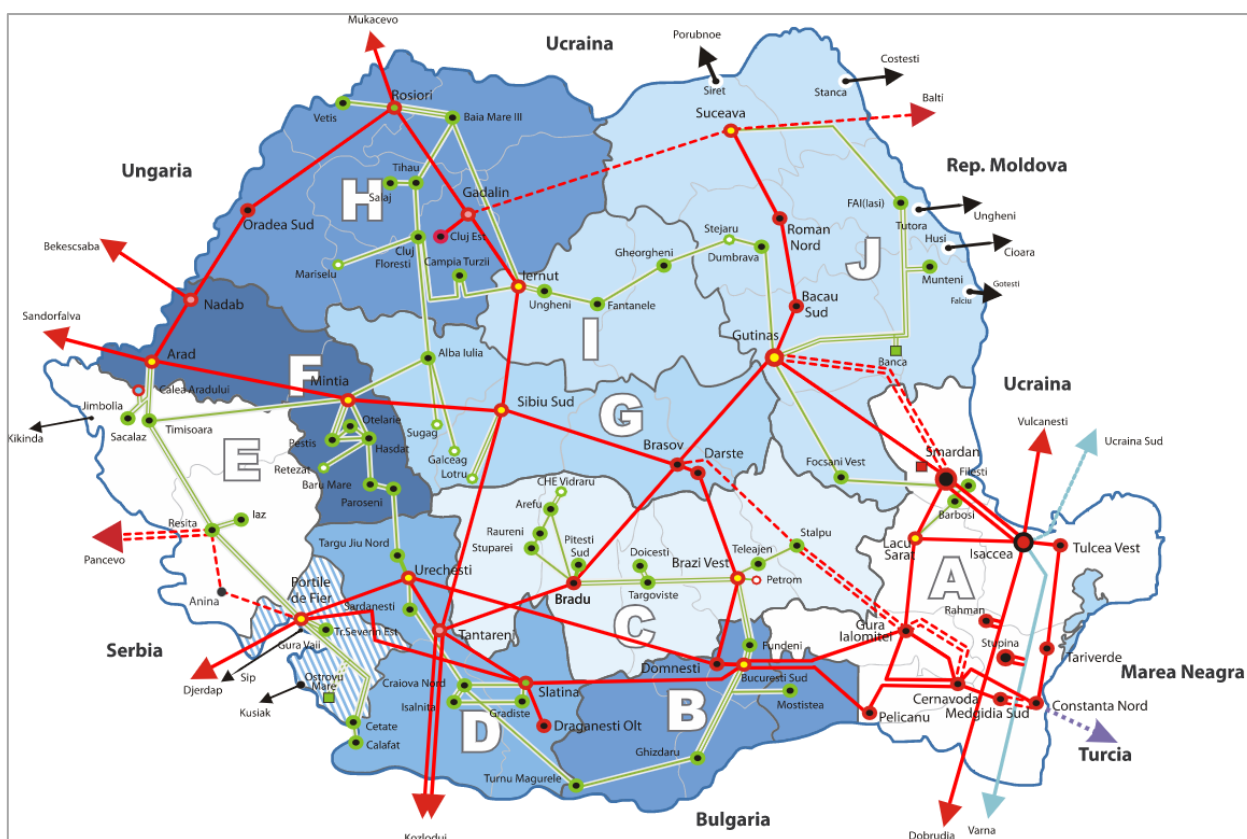 Mukacevo
Ucraina
Porubnoe
Costesti
Siret
Stanca
Rosiori
Vetis
Baia Mare III
Suceava
Balti
Ungaria
Tihau
Rep. Moldova
H
Salaj
Gadalin
FAI(Iasi)
Ungheni
Oradea Sud
Cluj Est
Tutora
Stejaru
Roman
Nord
Husi
Bekescsaba
Cluj
Floresti
Gheorgheni
Dumbrava
J
Cioara
Mariselu
Campia Turzii
Munteni
Gotesti
Iernut
Falciu
Nadab
Ungheni
Fantanele
Bacau
Sud
Sandorfalva
I
Gutinas
Arad
Alba Iulia
Banca
F
Calea Aradului
Mintia
Ucraina
Jimbolia
Sibiu Sud
G
Kikinda
Sacalaz
Timisoara
Otelarie
Vulcanesti
Ucraina Sud
E
Pestis
Hasdat
Sugag
Brasov
Darste
Retezat
Galceag
Smardan
Baru Mare
Lotru
Focsani Vest
Filesti
CHE Vidraru
Paroseni
Arefu
Barbosi
Iaz
Resita
Raureni
Stalpu
Targu Jiu Nord
Stuparei
Pitesti
Sud
Doicesti
Teleajen
Lacu
Sarat
Isaccea
Tulcea Vest
Pancevo
Brazi Vest
A
Urechesti
Petrom
Portile
de Fier
Bradu
Targoviste
Anina
Sardanesti
Rahman
C
Gura
Ialomitei
Tr.Severin Est
Tantareni
Stupina
Serbia
Gura Vaii
Fundeni
Tariverde
Domnesti
Marea Neagra
Djerdap
Sip
Ostrovu
Mare
Craiova Nord
Slatina
Bucuresti Sud
Cernavoda
Kusiak
Isalnita
Gradiste
B
Mostistea
Medgidia Sud
Constanta Nord
Cetate
D
Draganesti Olt
Pelicanu
Calafat
Turcia
Ghizdaru
Turnu Magurele
Bulgaria
Kozlodui
Dobrudja
Varna